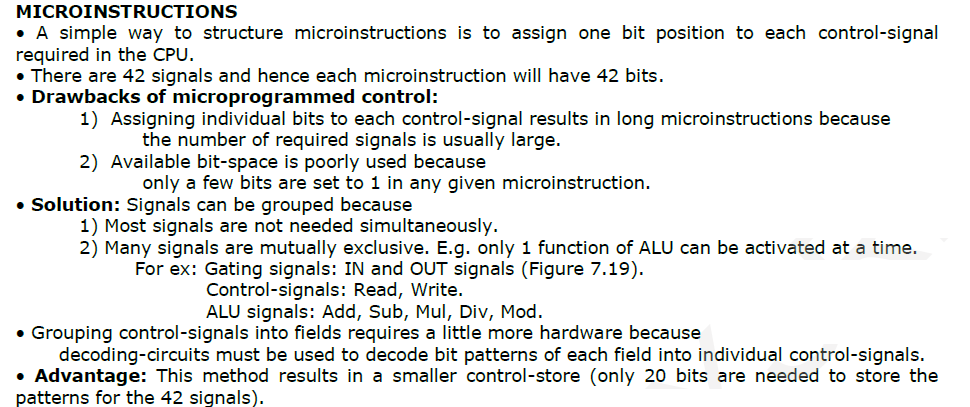 MICROINSTRUCTIONS
• A simple way to structure microinstructions is to assign one bit position to each control-signal
required in the CPU.
• There are 42 signals and hence each microinstruction will have 42 bits.
• Drawbacks of microprogrammed control:
1) Assigning individual bits to each control-signal results in long microinstructions because
the number of required signals is usually large.
2) Available bit-space is poorly used because
only a few bits are set to 1 in any given microinstruction.
• Solution: Signals can be grouped because
1) Most signals are not needed simultaneously.
2) Many signals are mutually exclusive. E.g. only 1 function of ALU can be activated at a time.
For ex: Gating signals: IN and OUT signals (Figure 7.19).
Control-signals: Read, Write.
ALU signals: Add, Sub, Mul, Div, Mod.
• Grouping control-signals into fields requires a little more hardware because
decoding-circuits must be used to decode bit patterns of each field into individual control-signals.
• Advantage: This method results in a smaller control-store (only 20 bits are needed to store the
patterns for the 42 signals).